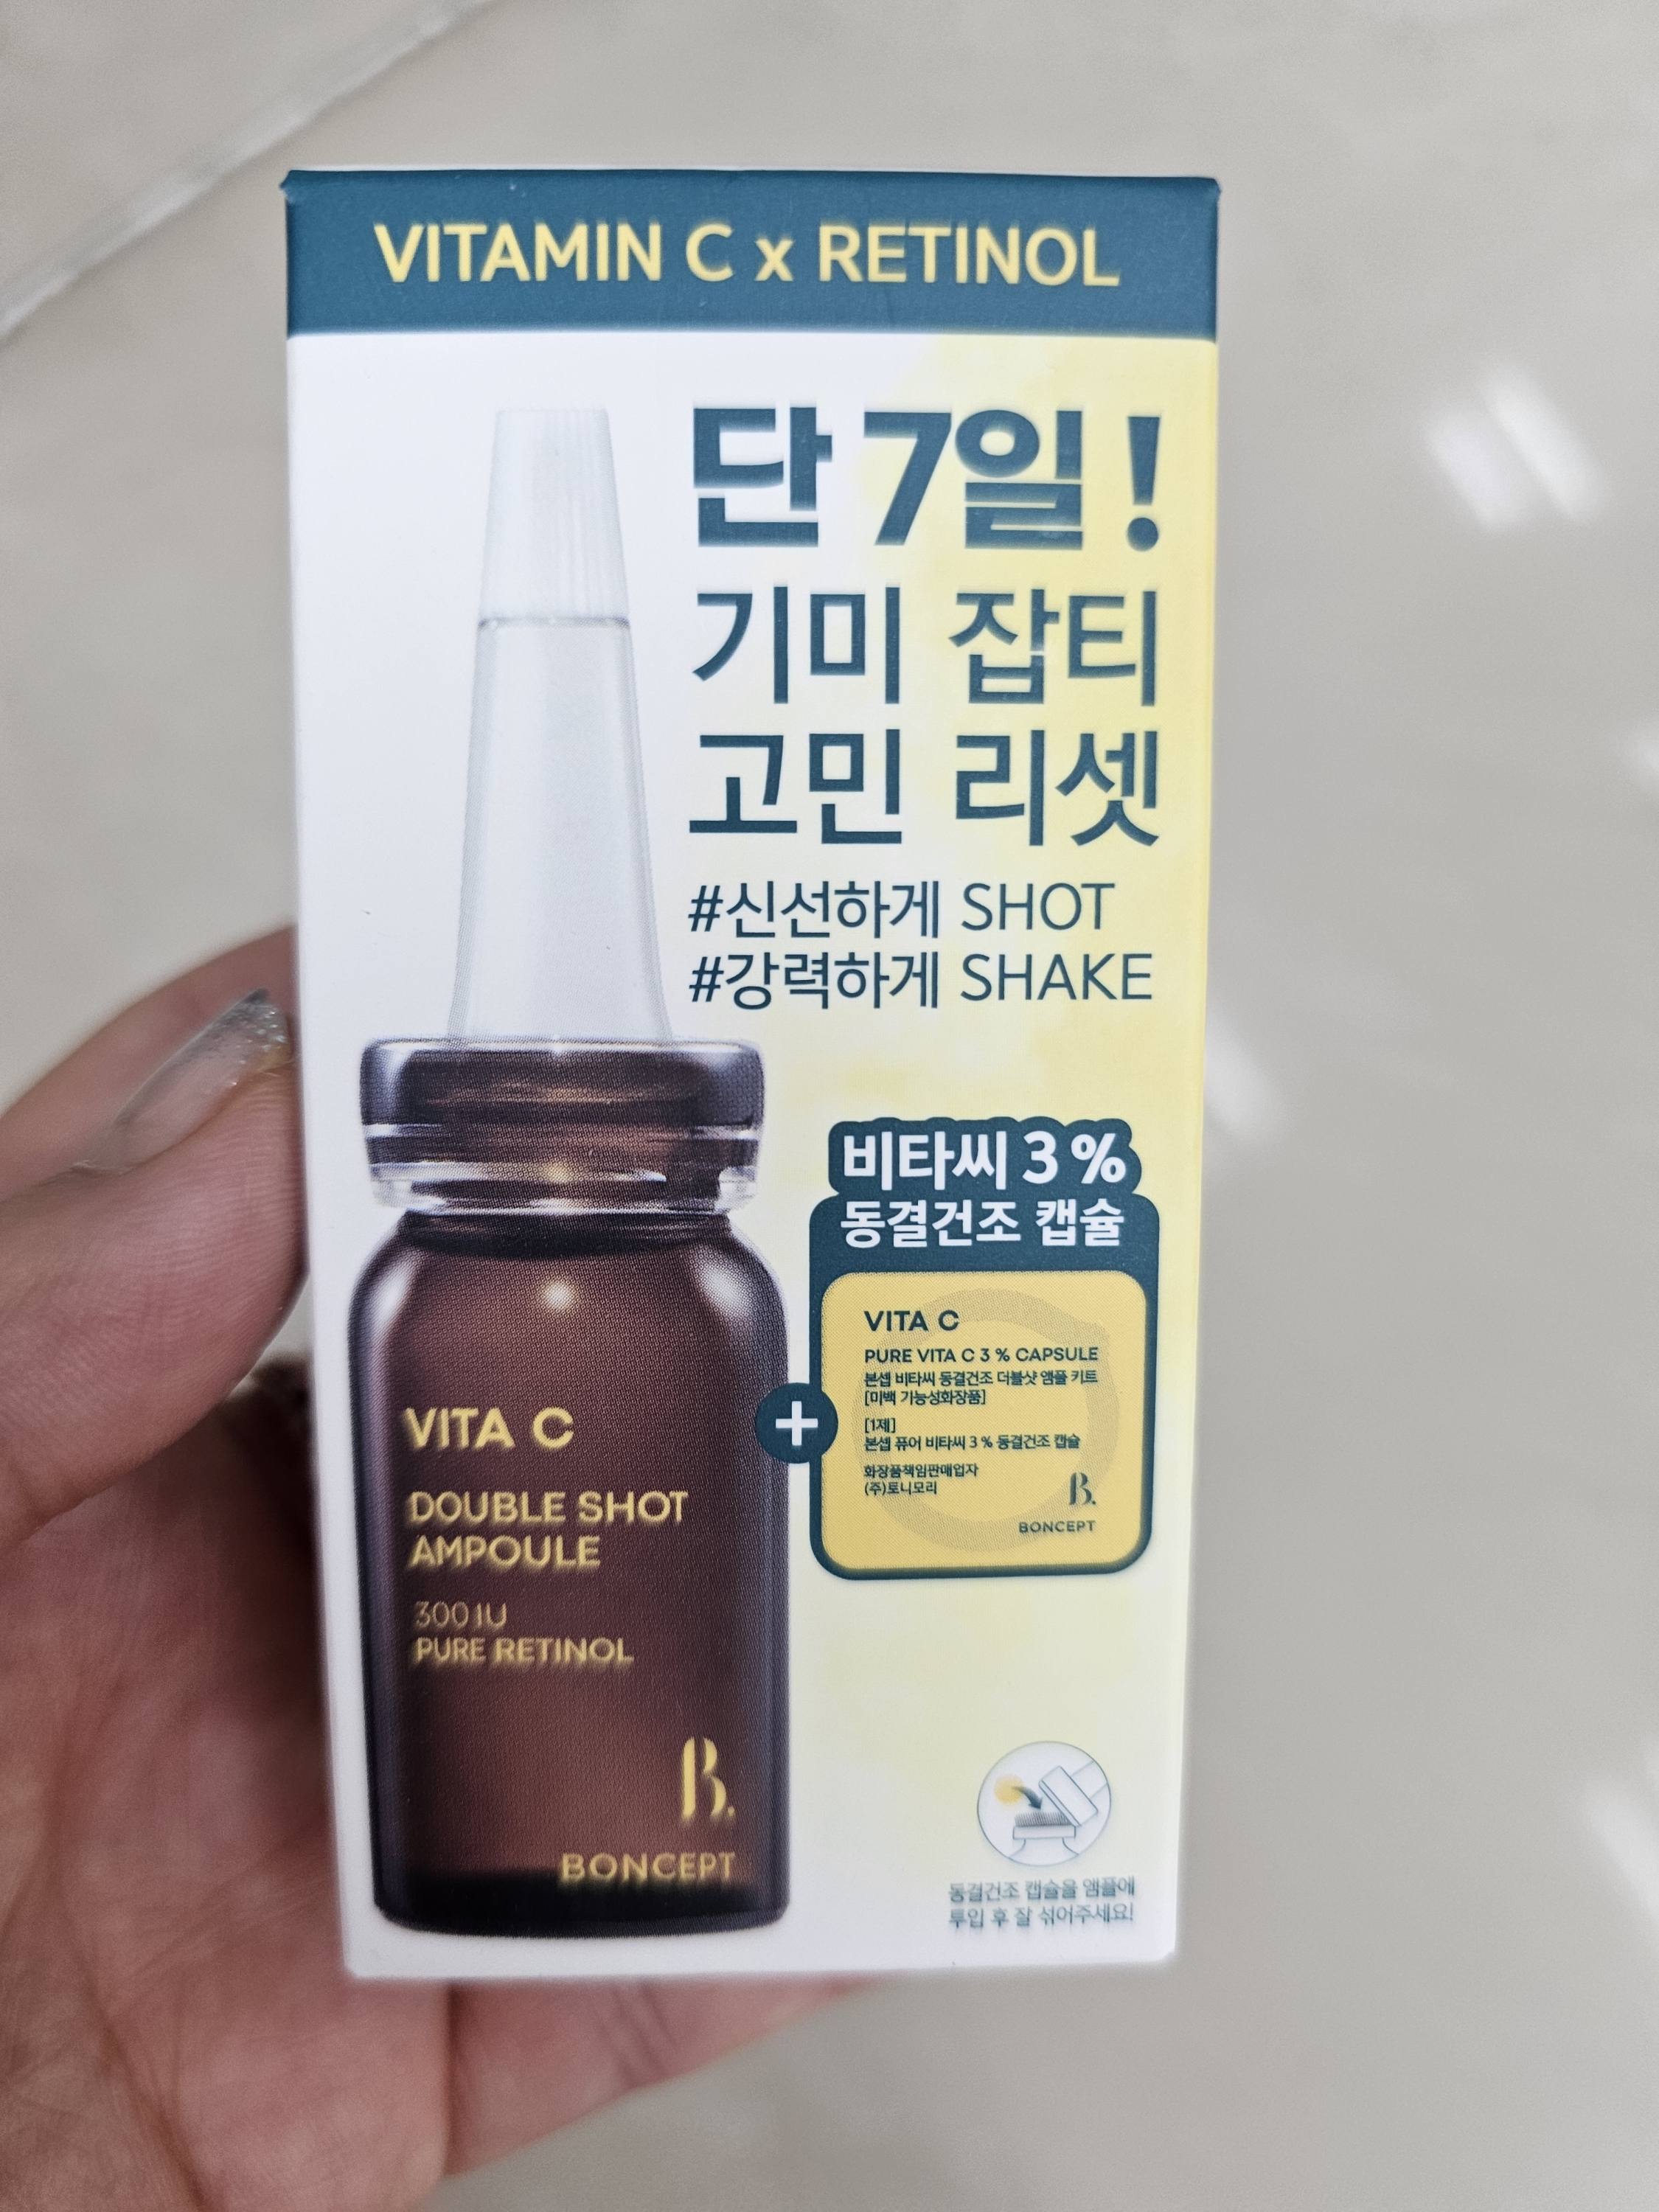 VITAMIN C x RETINOL
단 7일!
기미 잡티
고민 리셋
#신선하게 SHOT
#강력하게 SHAKE
비타씨 3 %
동결건조 캡슐
VITA C
PURE VITA C 3 % CAPSULE
본셉 비타씨 동결건조 더블샷 앰플 키트
[미백 기능성화장품]
[1제]
본셉 퓨어 비타씨 3 % 동결건조 캡슐
화장품책임판매업자
(주)토니모리
B.
BONCEPT
+
VITA C
DOUBLE SHOT
AMPOULE
300 IU
PURE RETINOL
B.
BONCEPT
동결건조 캡슐을 앰플에
투입 후 잘 섞어주세요!